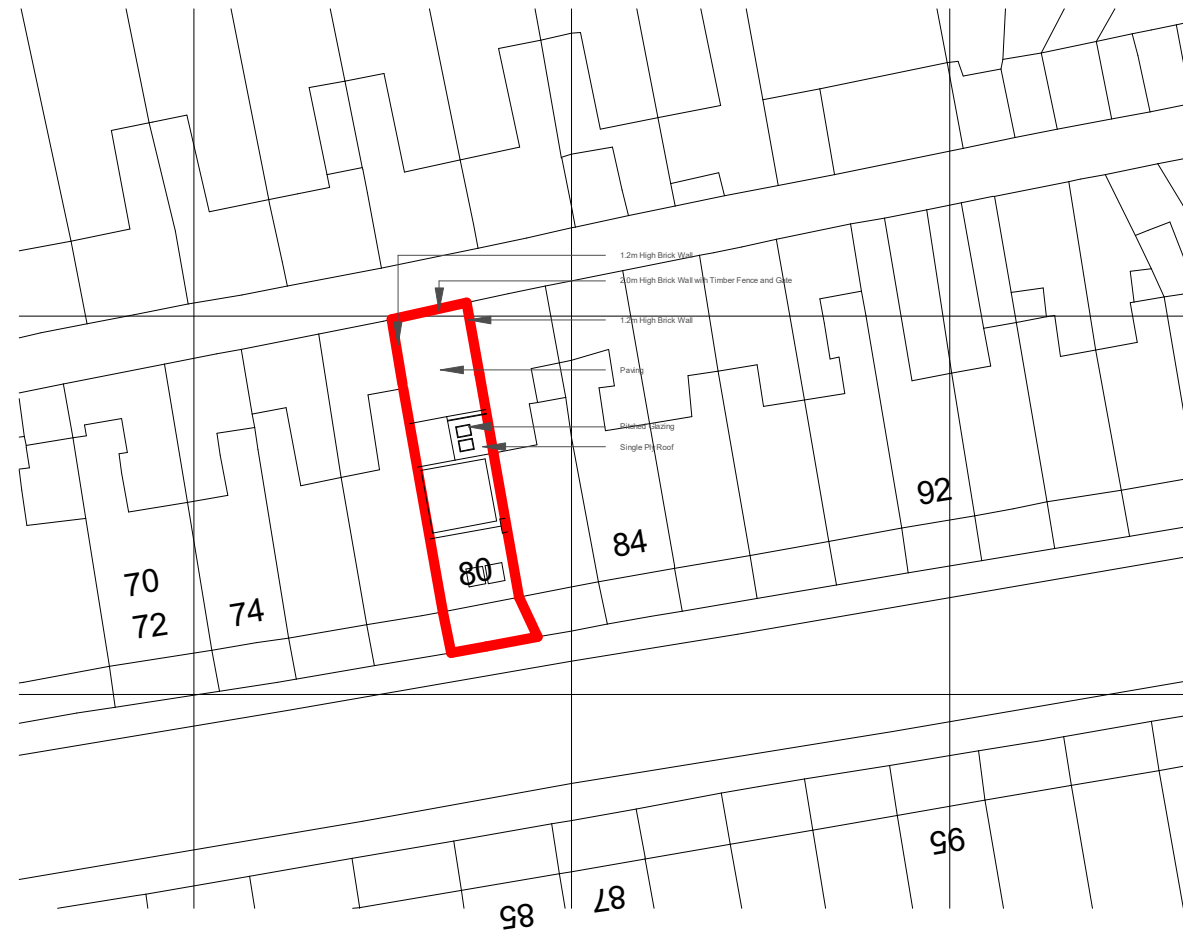 1.2m High Brick Wall
2.0m High Brick Wall with Timber Fence and Gate
1.2m High Brick Wall
Paving
Pitched Glazing
Single Ply Roof
92
84
80
70
74
72
95
87
85